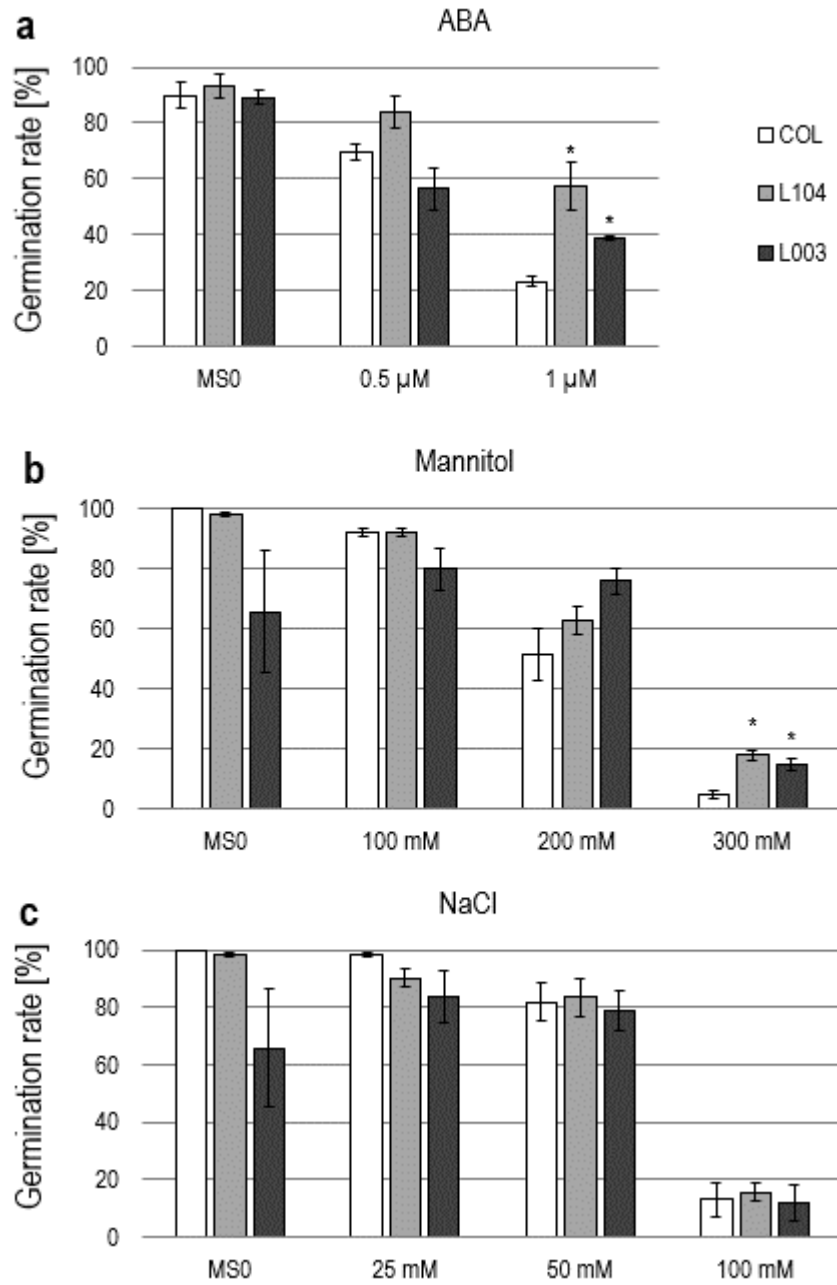 a
ABA
Germination rate [%]
100
80
60
40
20
0
* *
MS0 0.5 µM 1 µM
COL
L104
L003
b
Mannitol
Germination rate [%]
100
80
60
40
20
0
* *
MS0 100 mM 200 mM 300 mM
c
NaCl
Germination rate [%]
100
80
60
40
20
0
MS0 25 mM 50 mM 100 mM